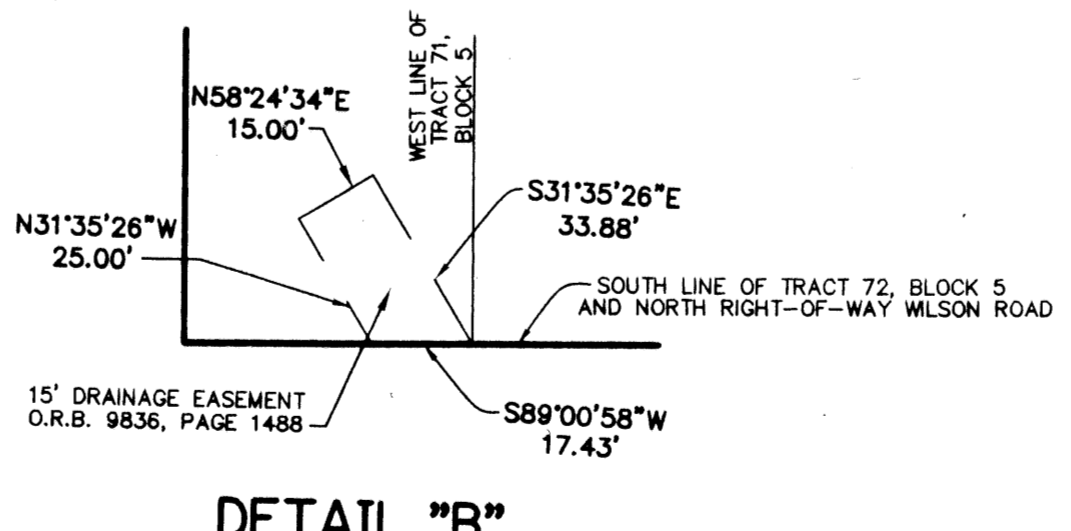 WEST LINE OF
TRACT 71,
BLOCK 5
N58°24'34"E
15.00'
S31°35'26"E
33.88'
N31°35'26"W
25.00'
SOUTH LINE OF TRACT 72, BLOCK 5
AND NORTH RIGHT-OF-WAY WILSON ROAD
15' DRAINAGE EASEMENT
O.R.B. 9836, PAGE 1488
S89°00'58"W
17.43'
DETAIL "B"